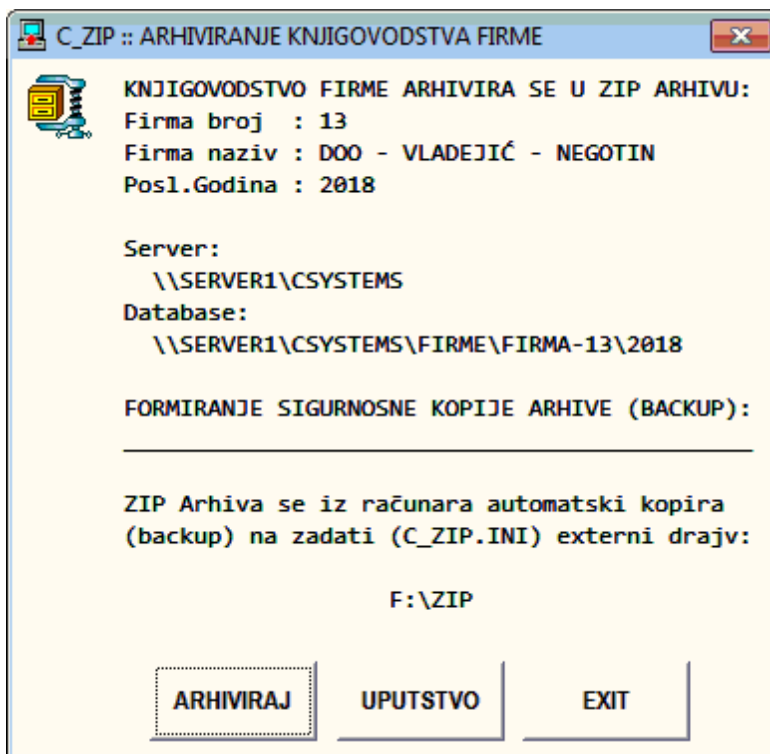 C_ZIP :: ARHIVIRANJE KNJIGOVODSTVA FIRME
KNJIGOVODSTVO FIRME ARHIVIRA SE U ZIP ARHIVU:
Firma broj : 13
Firma naziv : DOO - VLADEJIĆ - NEGOTIN
Posl.Godina : 2018
Server:
\\SERVER1\CSYSTEMS
Database:
\\SERVER1\CSYSTEMS\FIRME\FIRMA-13\2018
FORMIRANJE SIGURNOSNE KOPIJE ARHIVE (BACKUP):
ZIP Arhiva se iz računara automatski kopira
(backup) na zadati (C_ZIP.INI) externi drajv:
F:\ZIP
ARHIVIRAJ UPUTSTVO EXIT